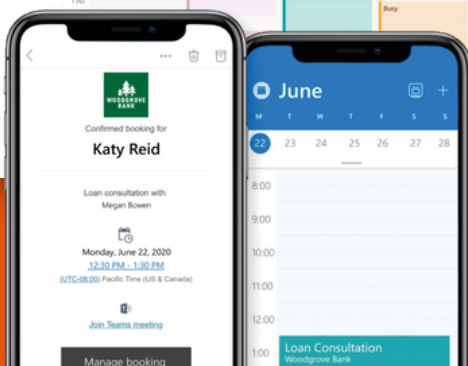 Busy
WOODGROVE
BANK
Confirmed booking for
Katy Reid
Loan consultation with
Megan Bowen
Monday, June 22, 2020
12:30 PM - 1:30 PM
(UTC-08:00) Pacific Time (US & Canada)
Join Teams meeting
Manage booking
June
M T W T F S S
22 23 24 25 26 27 28
8:00
9:00
10:00
11:00
12:00
Loan Consultation
Woodgrove Bank
1:00